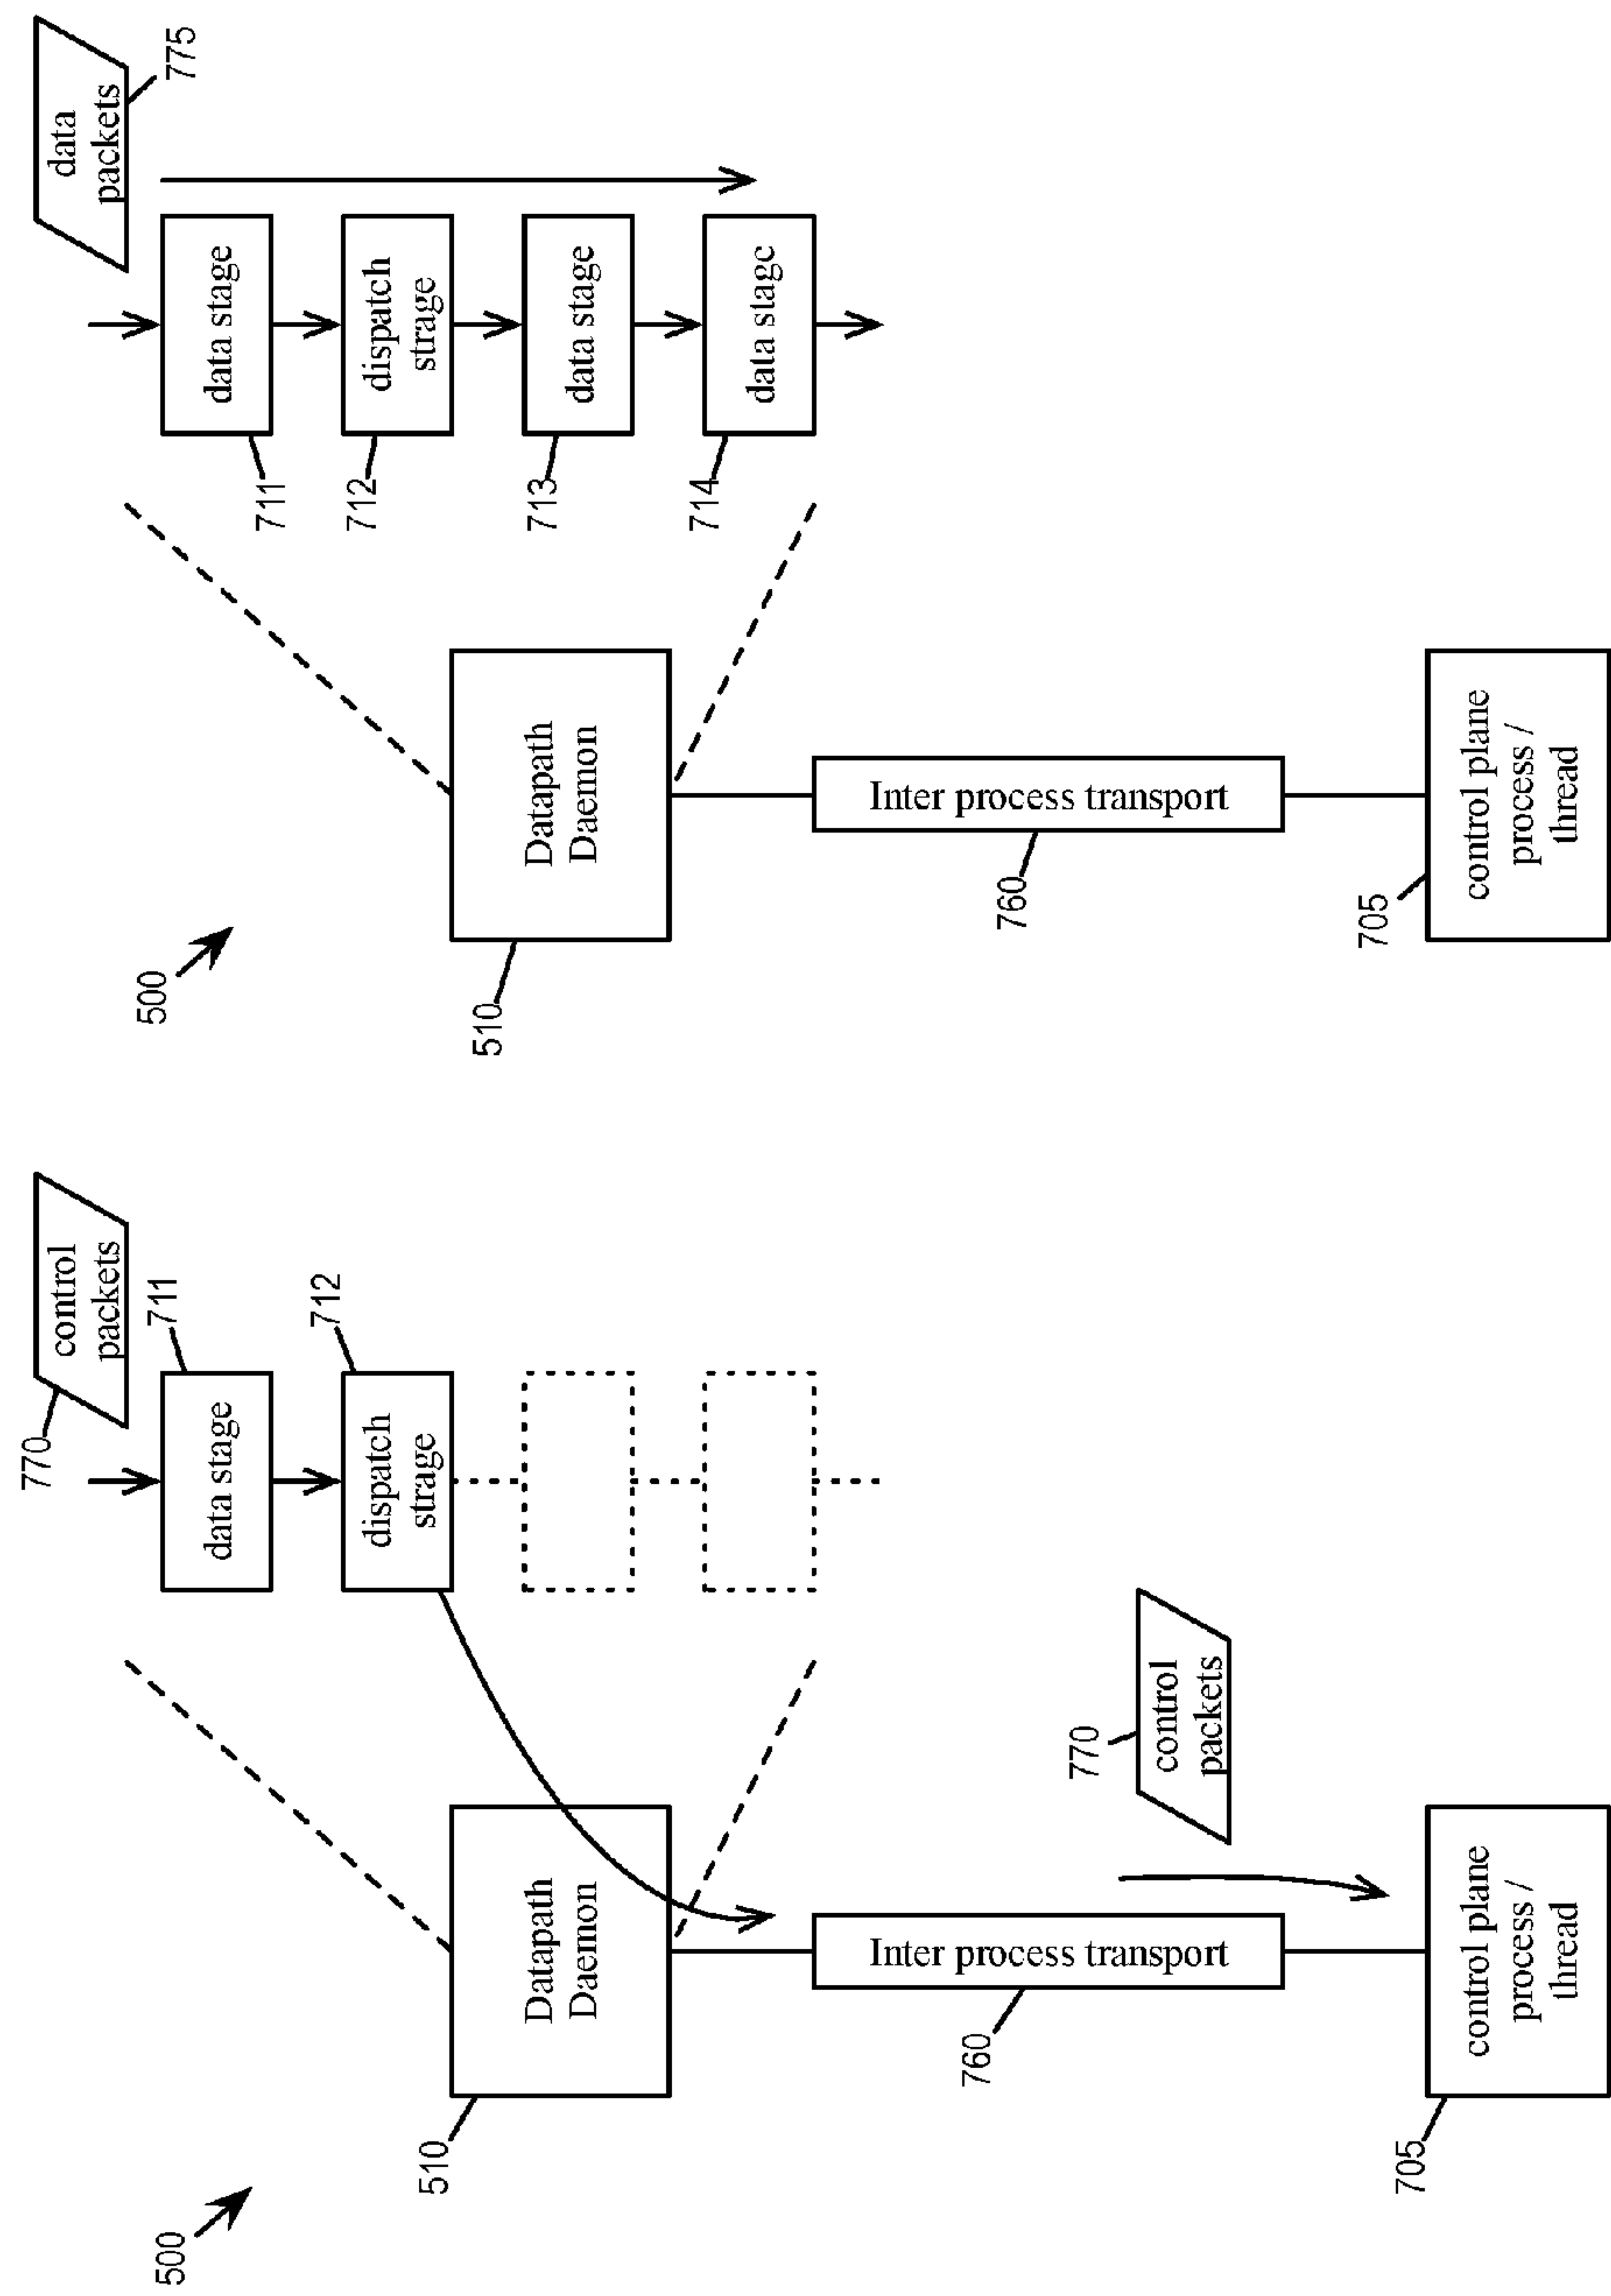 500
770
control
packets
711
data stage
712
dispatch
strage
510
Datapath
Daemon
770
control
packets
Inter process transport
760
control plane
process /
thread
705
500
data
packets
775
data stage
711
dispatch
strage
712
data stage
713
data stagc
714
Datapath
Daemon
510
Inter process transport
760
control plane
process /
thread
705